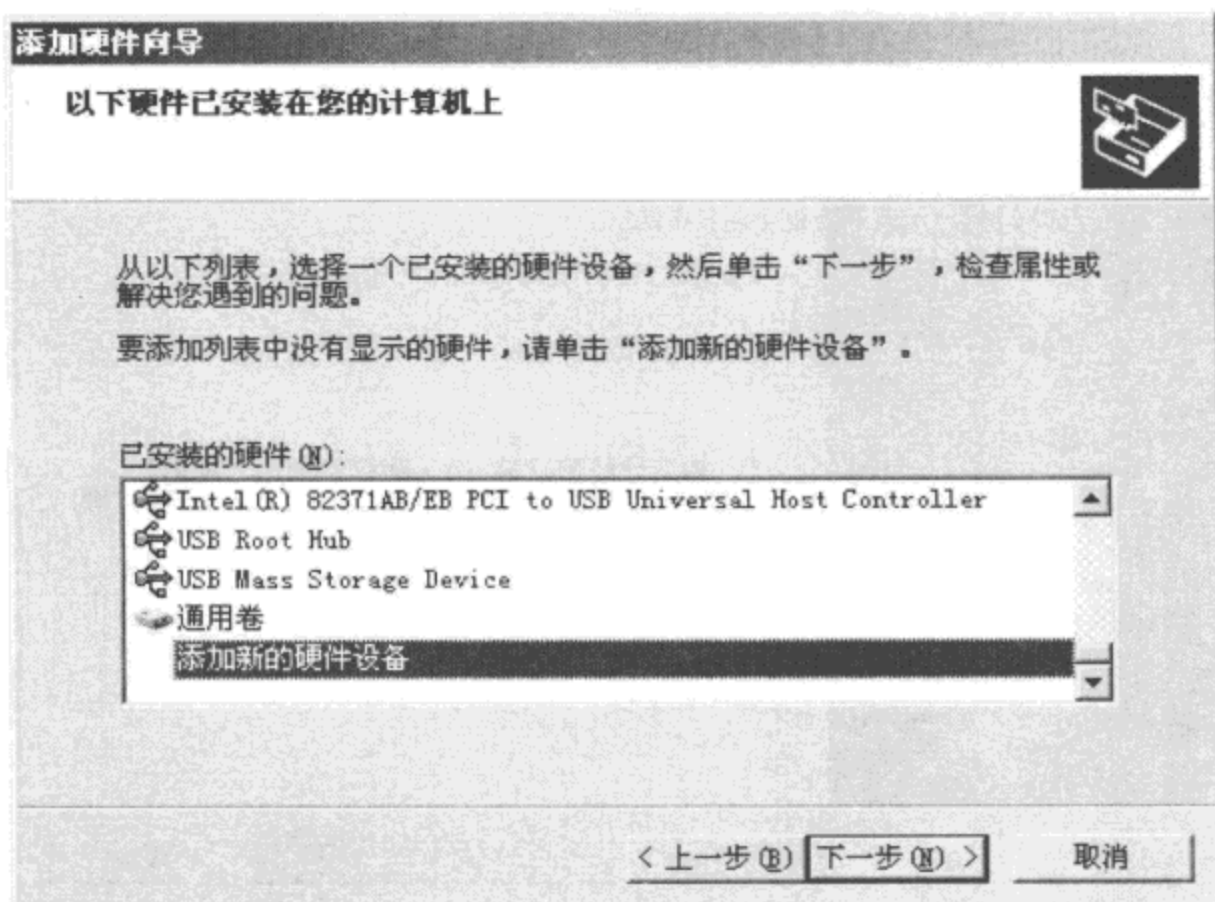 添加硬件向导
以下硬件已安装在您的计算机上
从以下列表，选择一个已安装的硬件设备，然后单击“下一步”，检查属性或
解决您遇到的问题。
要添加列表中没有显示的硬件，请单击“添加新的硬件设备”。
已安装的硬件(N):
Intel(R) 82371AB/EB PCI to USB Universal Host Controller
USB Root Hub
USB Mass Storage Device
通用卷
添加新的硬件设备
<上一步(B) 下一步(N)> 取消